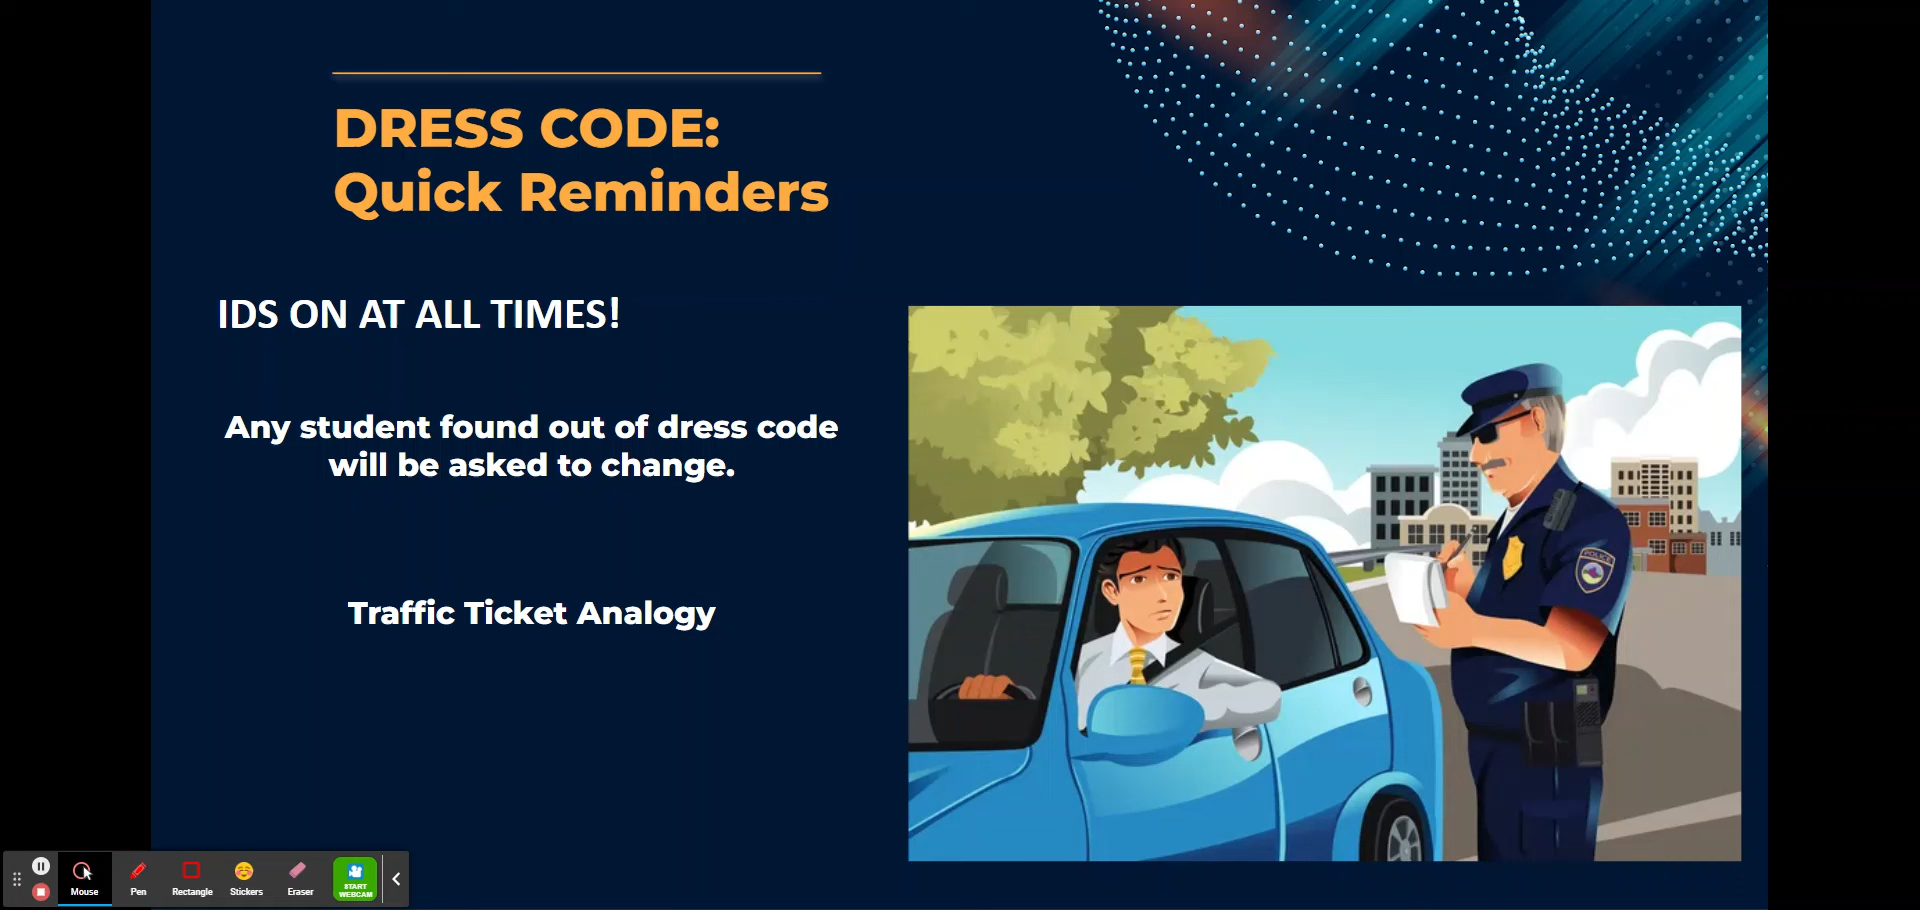 DRESS CODE:
Quick Reminders
IDS ON AT ALL TIMES!
Any student found out of dress code
will be asked to change.
Traffic Ticket Analogy
POLICE
Mouse
Pen
Rectangle
Stickers
Eraser
START
WEBCAM